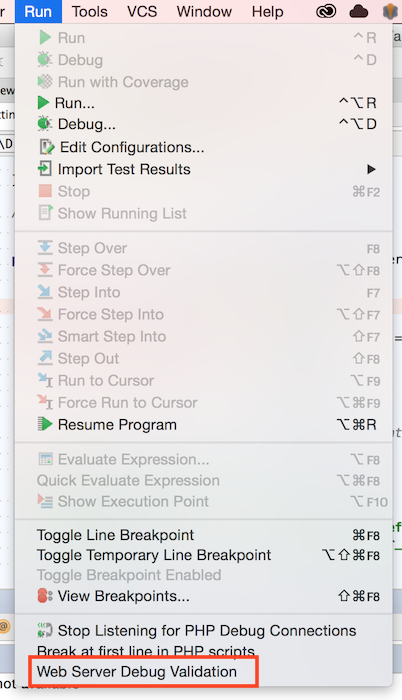 Run Tools VCS Window Help
Run ⌃R
Debug ⌃D
Run with Coverage
Run... ⌃⌥R
Debug... ⌃⌥D
Edit Configurations...
Import Test Results
Stop ⌘F2
Show Running List
Step Over F8
Force Step Over ⌥⇧F8
Step Into F7
Force Step Into ⌥⇧F7
Smart Step Into ⇧F7
Step Out ⇧F8
Run to Cursor ⌥F9
Force Run to Cursor ⌥⌘F9
Resume Program ⌥⌘R
Evaluate Expression... ⌥F8
Quick Evaluate Expression ⌥⌘F8
Show Execution Point ⌥F10
Toggle Line Breakpoint ⌘F8
Toggle Temporary Line Breakpoint ⌥⇧⌘F8
Toggle Breakpoint Enabled
View Breakpoints... ⇧⌘F8
Stop Listening for PHP Debug Connections
Break at first line in PHP scripts
Web Server Debug Validation